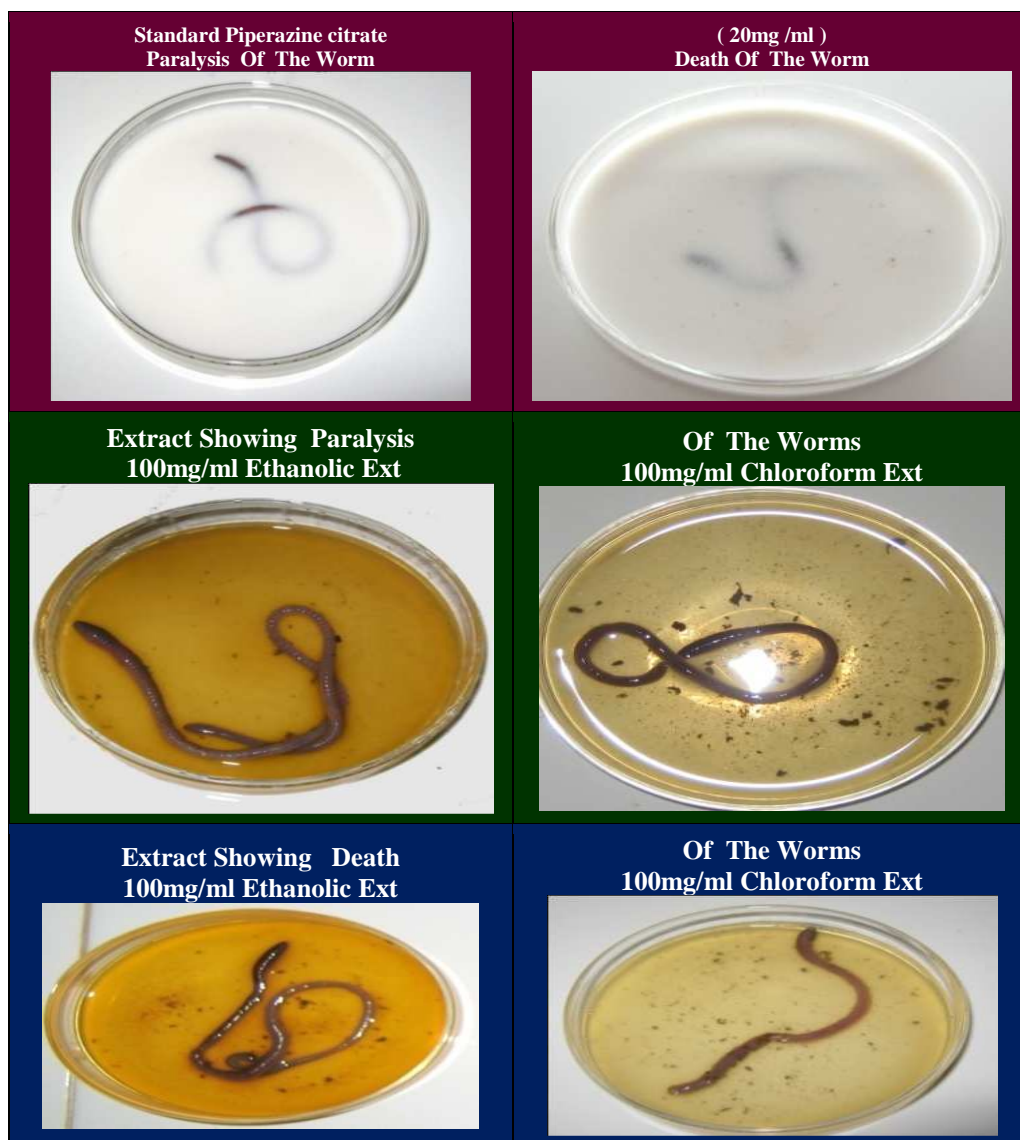 Standard Piperazine citrate
Paralysis Of The Worm
( 20mg /ml )
Death Of The Worm
Extract Showing Paralysis
100mg/ml Ethanolic Ext
Of The Worms
100mg/ml Chloroform Ext
Extract Showing Death
100mg/ml Ethanolic Ext
Of The Worms
100mg/ml Chloroform Ext